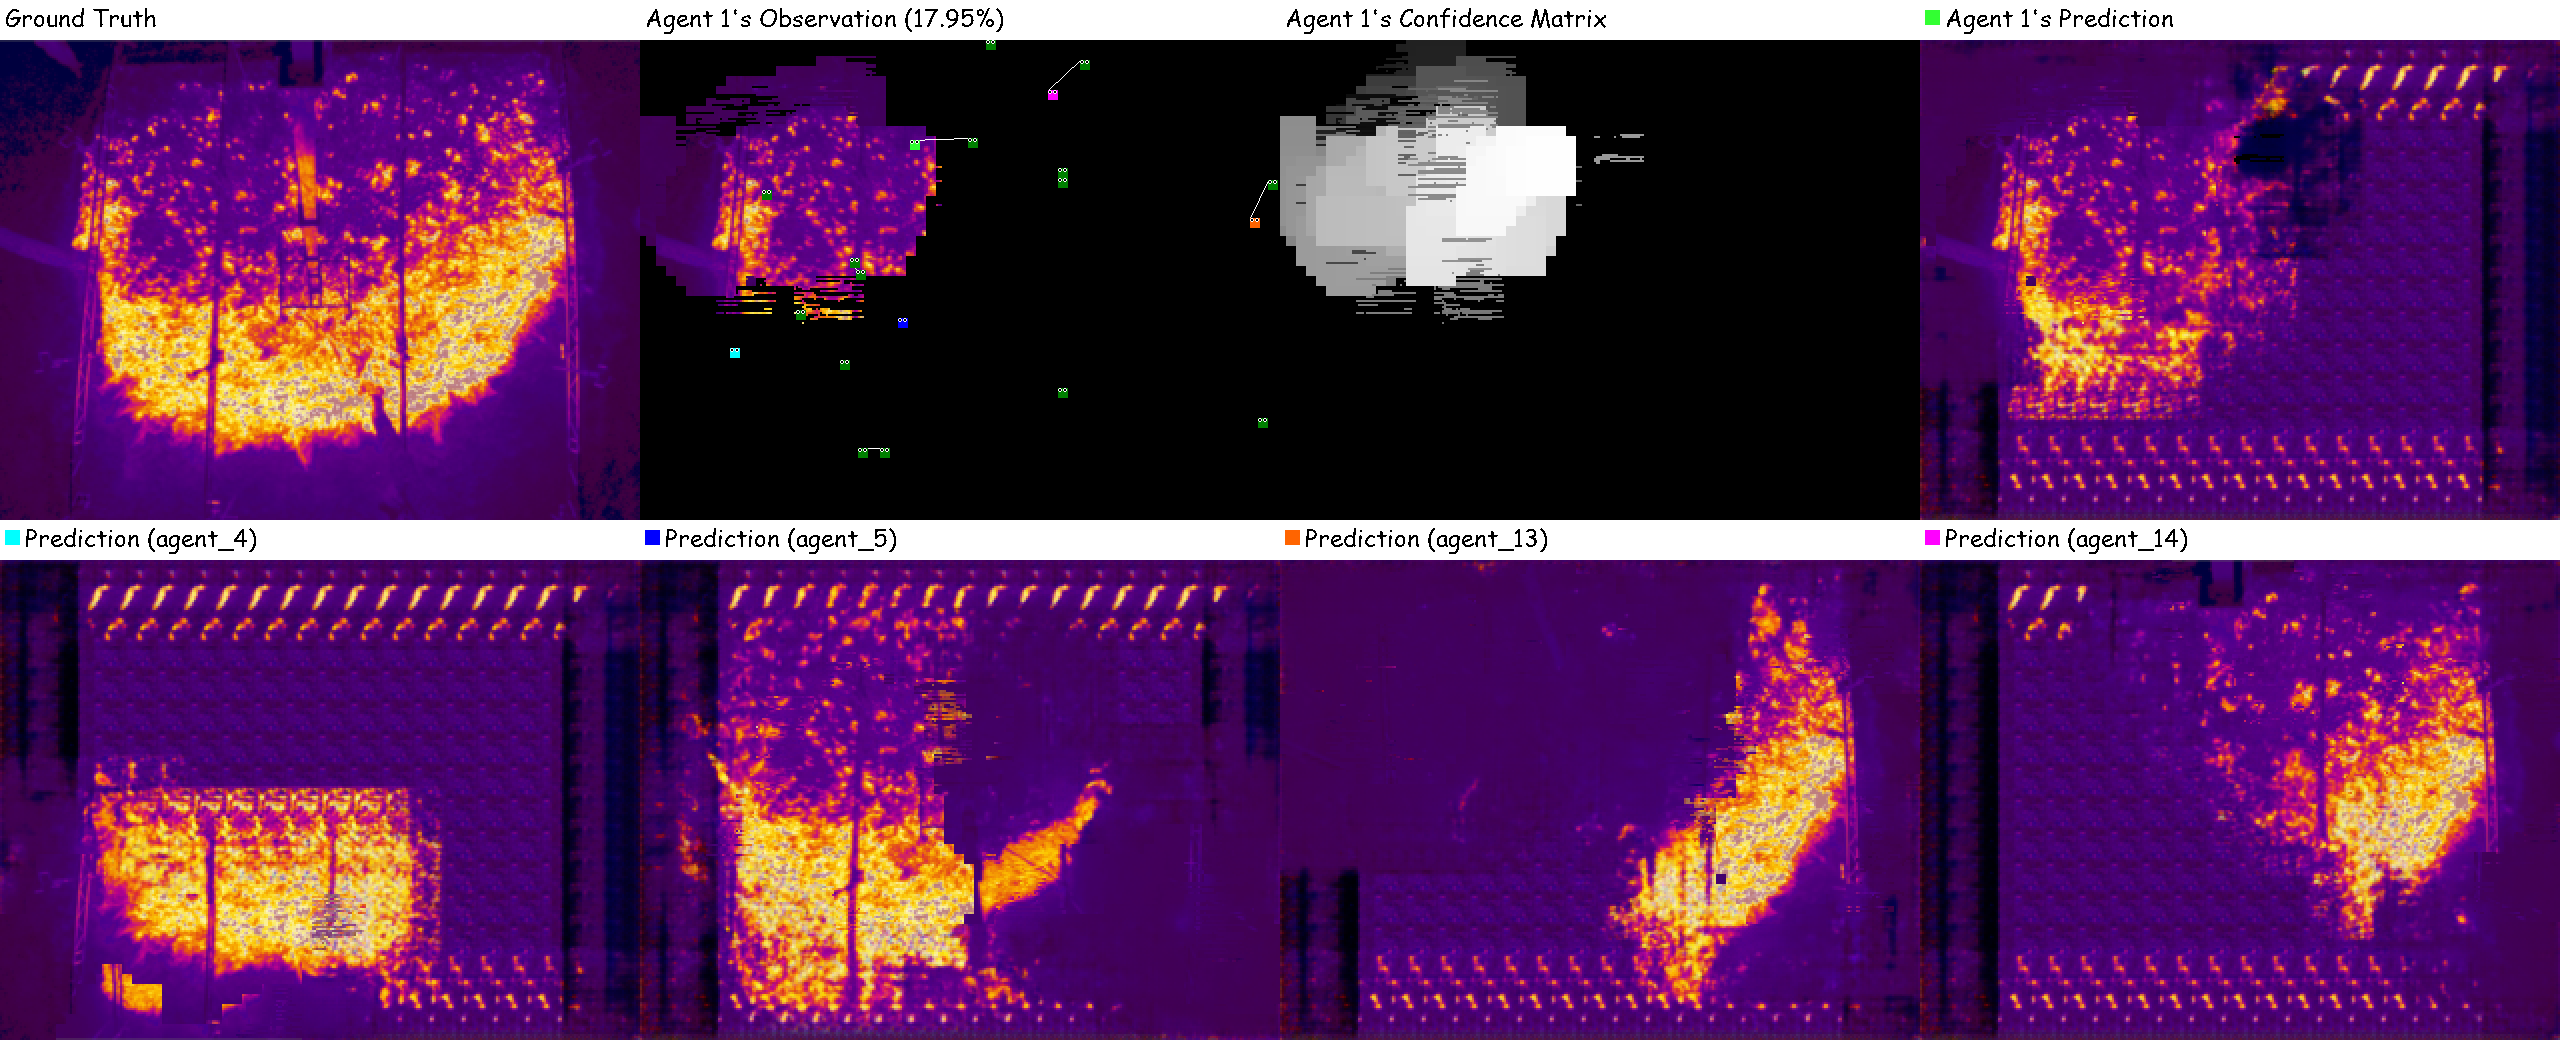 Ground Truth
Agent 1's Observation (17.95%)
Agent 1's Confidence Matrix
Agent 1's Prediction
Prediction (agent_4)
Prediction (agent_5)
Prediction (agent_13)
Prediction (agent_14)